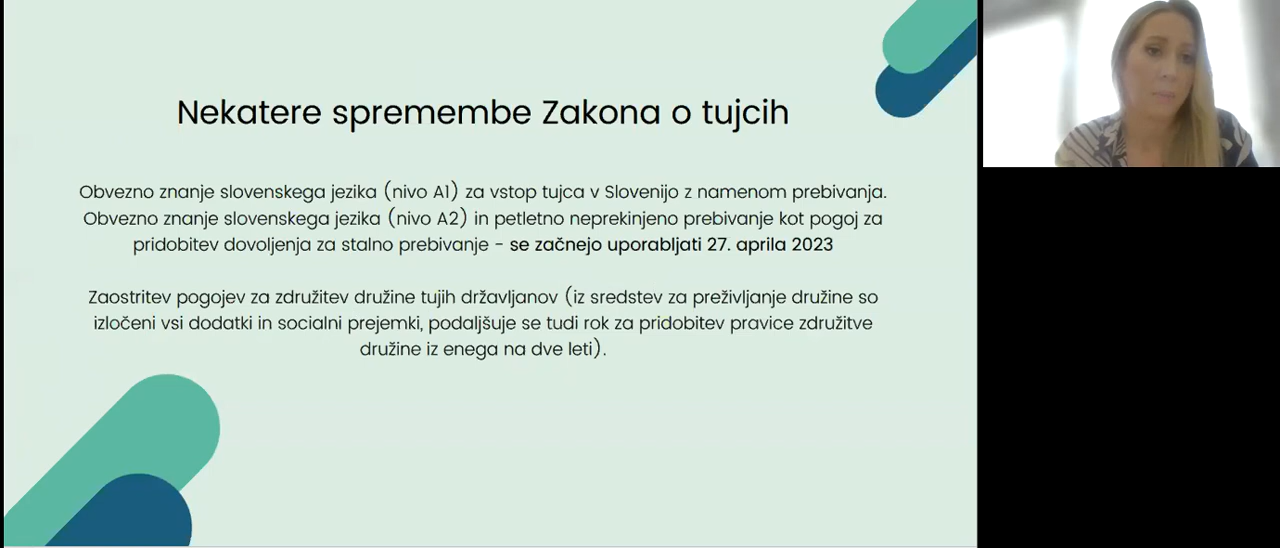 Nekatere spremembe Zakona o tujcih
Obvezno znanje slovenskega jezika (nivo A1) za vstop tujca v Slovenijo z namenom prebivanja.
Obvezno znanje slovenskega jezika (nivo A2) in petletno neprekinjeno prebivanje kot pogoj za
pridobitev dovoljenja za stalno prebivanje - se začnejo uporabljati 27. aprila 2023
Zaostritev pogojev za združitev družine tujih državljanov (iz sredstev za preživljanje družine so
izločeni vsi dodatki in socialni prejemki, podaljšuje se tudi rok za pridobitev pravice združitve
družine iz enega na dve leti).